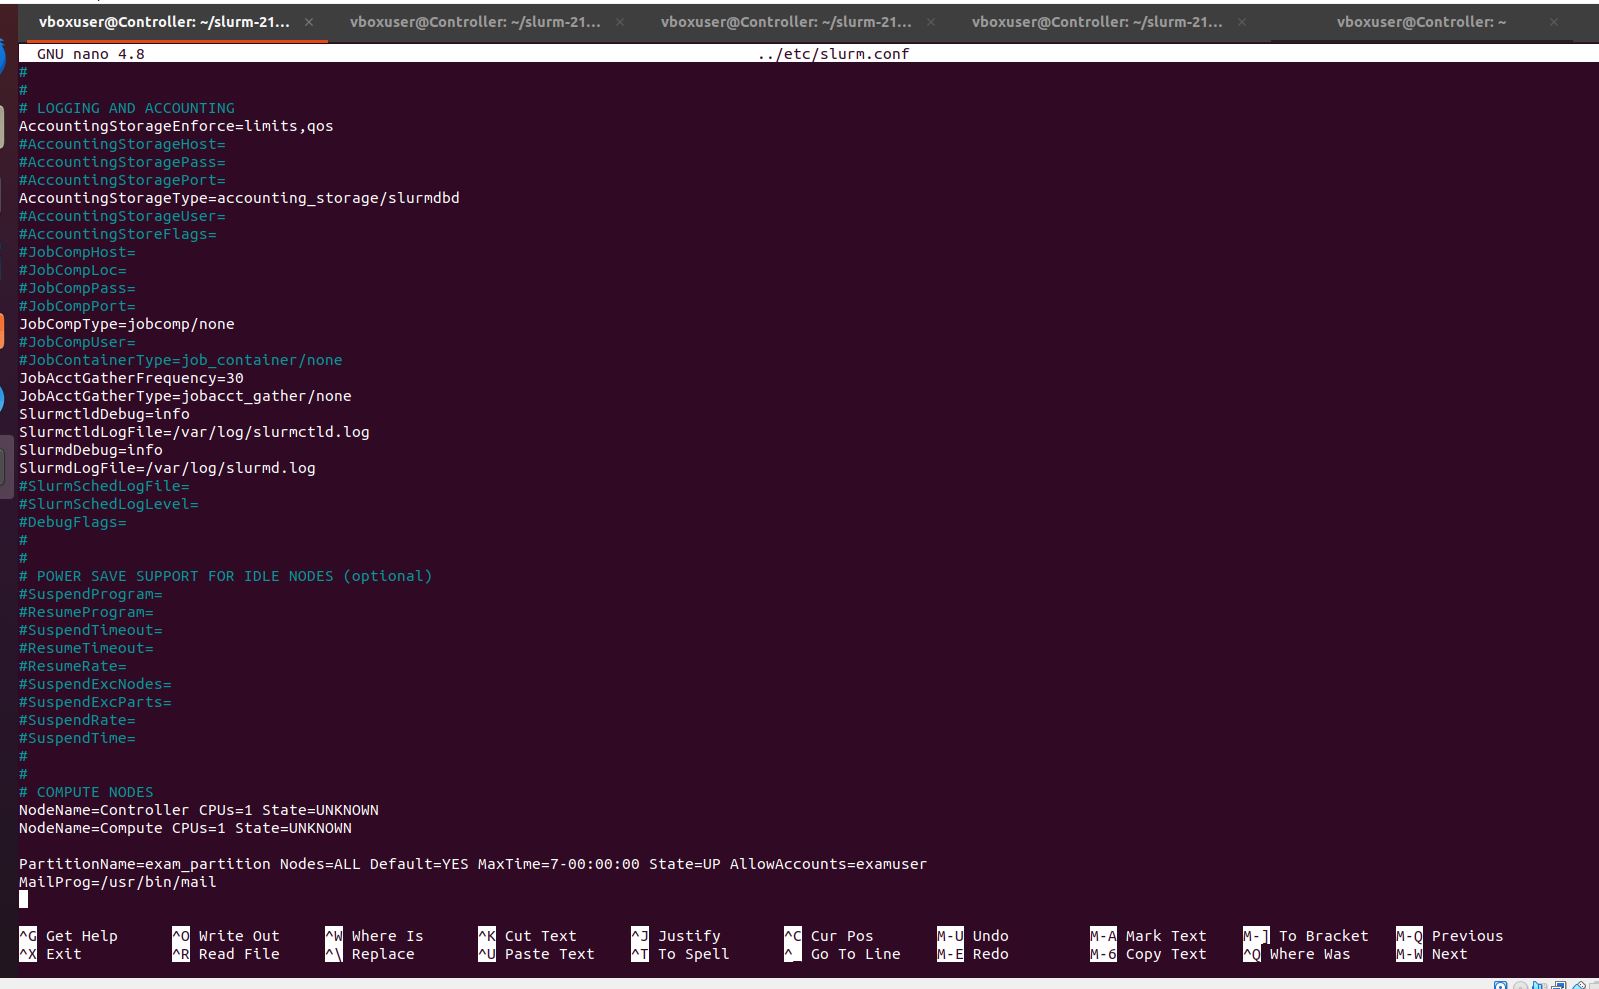 vboxuser@Controller: ~/slurm-21... × vboxuser@Controller: ~/slurm-21... × vboxuser@Controller: ~/slurm-21... × vboxuser@Controller: ~/slurm-21... × vboxuser@Controller: ~ ×
GNU nano 4.8 ../etc/slurm.conf
#
#
# LOGGING AND ACCOUNTING
AccountingStorageEnforce=limits,qos
#AccountingStorageHost=
#AccountingStoragePass=
#AccountingStoragePort=
AccountingStorageType=accounting_storage/slurmdbd
#AccountingStorageUser=
#AccountingStoreFlags=
#JobCompHost=
#JobCompLoc=
#JobCompPass=
#JobCompPort=
JobCompType=jobcomp/none
#JobCompUser=
#JobContainerType=job_container/none
JobAcctGatherFrequency=30
JobAcctGatherType=jobacct_gather/none
SlurmctldDebug=info
SlurmctldLogFile=/var/log/slurmctld.log
SlurmdDebug=info
SlurmdLogFile=/var/log/slurmd.log
#SlurmSchedLogFile=
#SlurmSchedLogLevel=
#DebugFlags=
#
#
# POWER SAVE SUPPORT FOR IDLE NODES (optional)
#SuspendProgram=
#ResumeProgram=
#SuspendTimeout=
#ResumeTimeout=
#ResumeRate=
#SuspendExcNodes=
#SuspendExcParts=
#SuspendRate=
#SuspendTime=
#
#
# COMPUTE NODES
NodeName=Controller CPUs=1 State=UNKNOWN
NodeName=Compute CPUs=1 State=UNKNOWN
PartitionName=exam_partition Nodes=ALL Default=YES MaxTime=7-00:00:00 State=UP AllowAccounts=examuser
MailProg=/usr/bin/mail
^G Get Help ^O Write Out ^W Where Is ^K Cut Text ^J Justify ^C Cur Pos M-U Undo M-A Mark Text M-] To Bracket M-Q Previous
^X Exit ^R Read File ^\ Replace ^U Paste Text ^T To Spell ^_ Go To Line M-E Redo M-6 Copy Text ^Q Where Was M-W Next